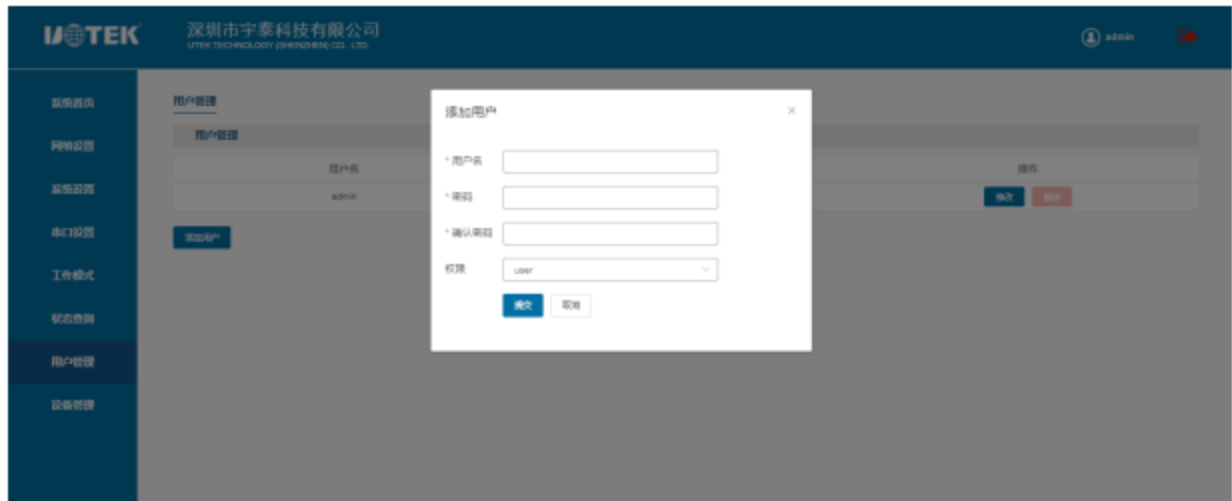 UOTEK
深圳市宇泰科技有限公司
UTEK TECHNOLOGY (SHENZHEN) CO., LTD.
admin
系统首页
网络设置
系统设置
串口设置
工作模式
状态查询
用户管理
设备管理
用户管理
用户管理
用户名
操作
admin
修改
删除
添加用户
添加用户
* 用户名
* 密码
* 确认密码
权限
user
提交
取消